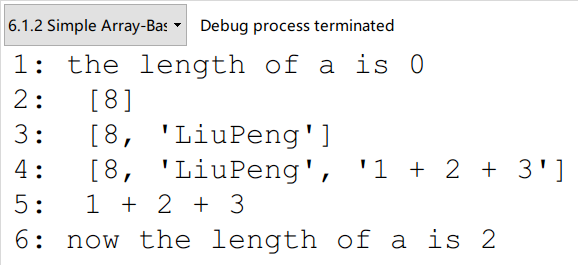 6.1.2 Simple Array-Bas Debug process terminated
1: the length of a is 0
2: [8]
3: [8, 'LiuPeng']
4: [8, 'LiuPeng', '1 + 2 + 3']
5: 1 + 2 + 3
6: now the length of a is 2